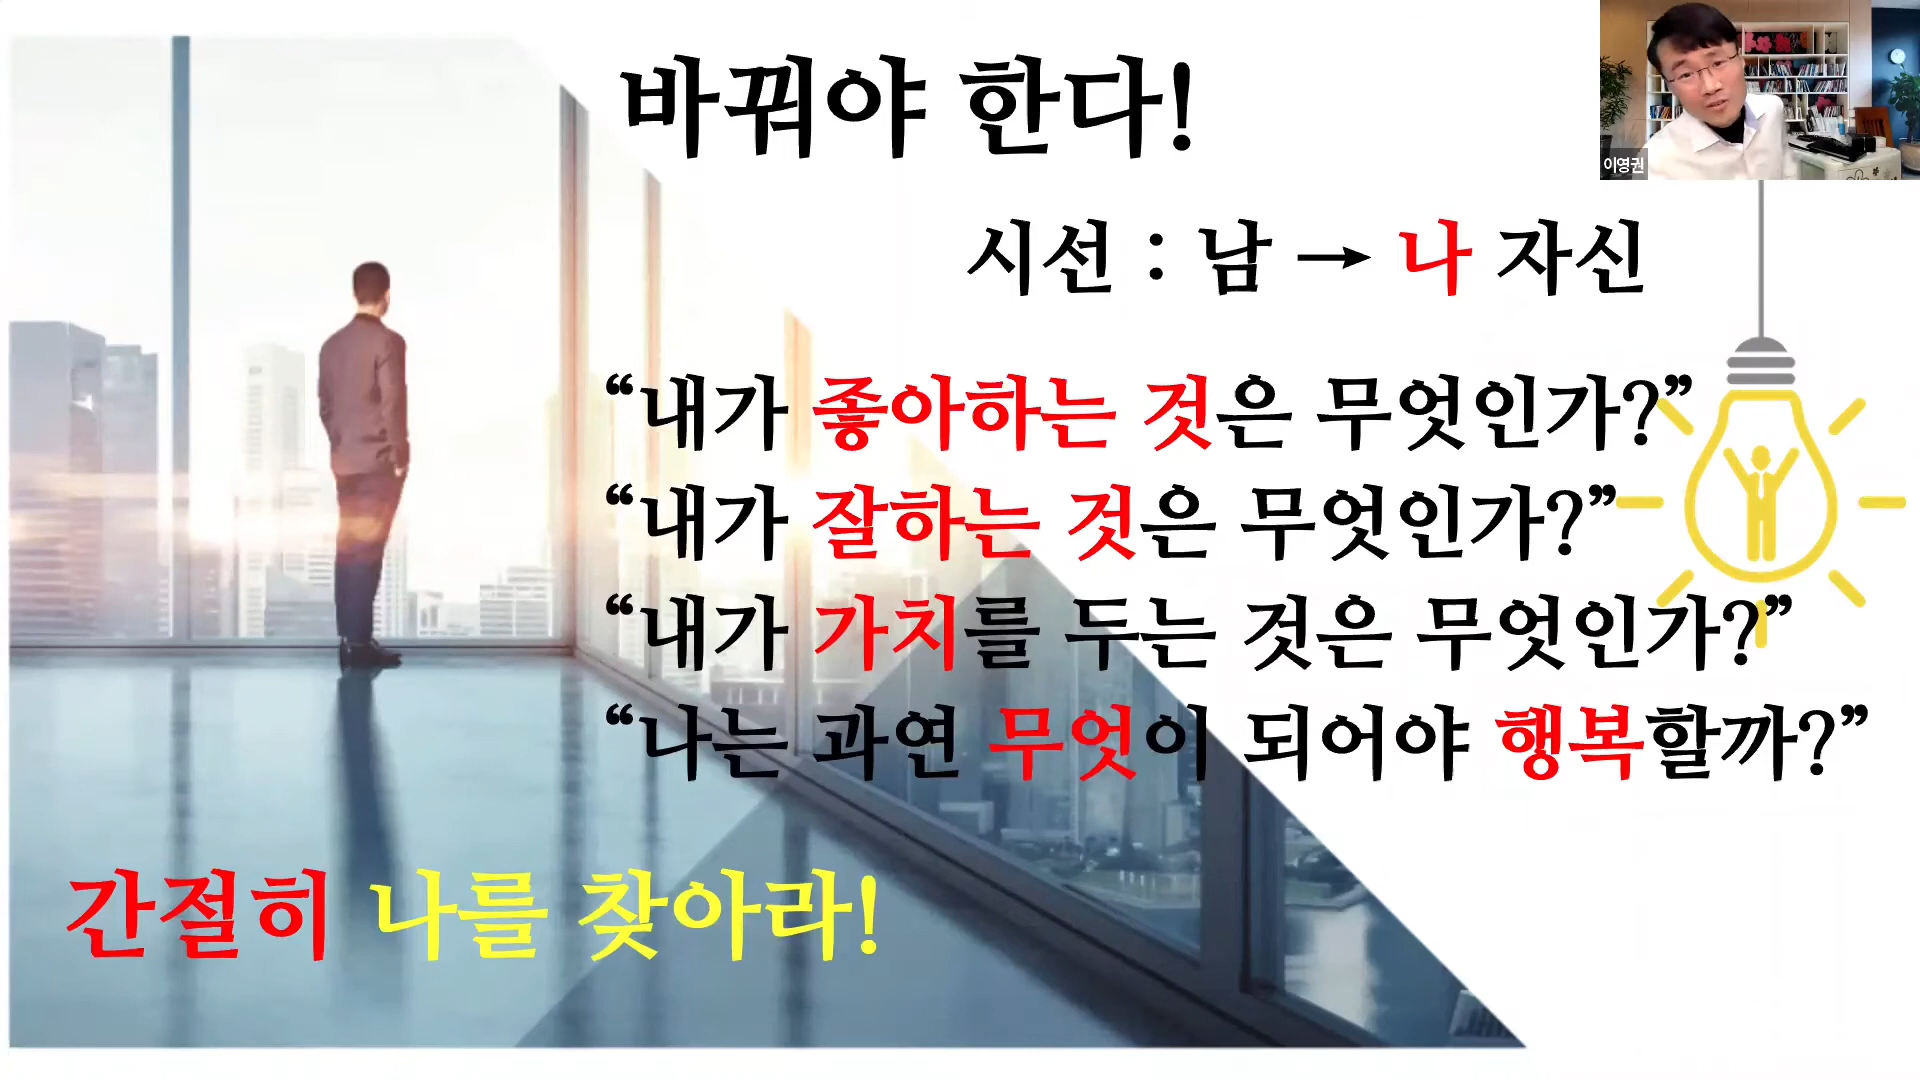 바꿔야 한다!
이영권
시선 : 남 → 나 자신
“내가 좋아하는 것은 무엇인가?”
“내가 잘하는 것은 무엇인가?”
“내가 가치를 두는 것은 무엇인가?”
“나는 과연 무엇이 되어야 행복할까?”
간절히 나를 찾아라!